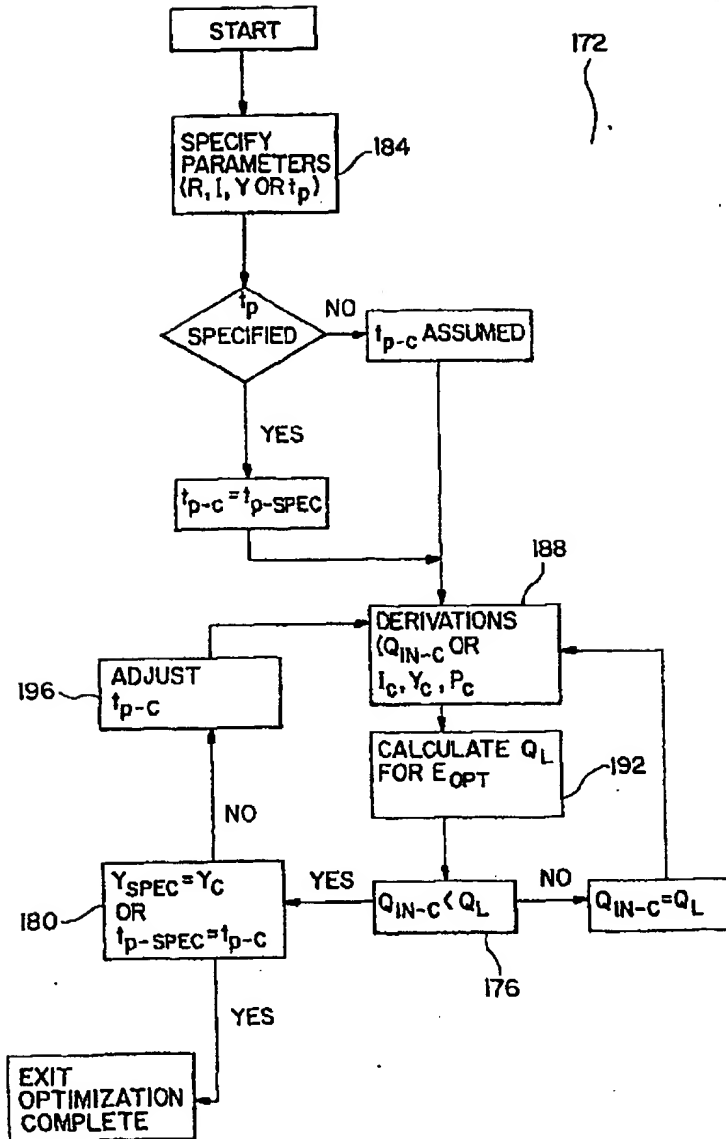 START
172
SPECIFY
PARAMETERS
(R, I, Y OR tp)
184
tp
SPECIFIED
NO
tp-c ASSUMED
YES
tp-c = tp-SPEC
188
DERIVATIONS
(QIN-C OR
Ic, Yc, Pc
ADJUST
tp-c
196
CALCULATE QL
FOR EOPT
192
NO
YSPEC = YC
OR
tp-SPEC = tp-c
180
YES
QIN-C < QL
NO
QIN-C = QL
176
YES
EXIT
OPTIMIZATION
COMPLETE